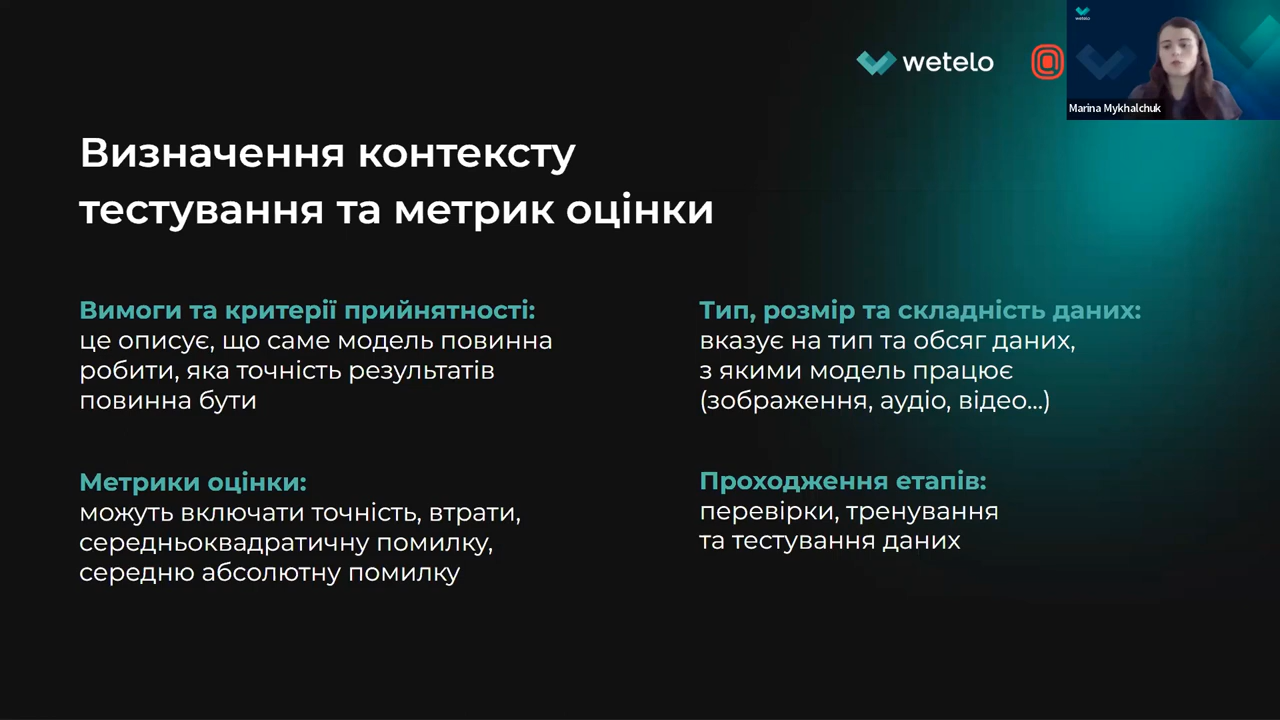 wetelo
wetelo
Marina Mykhalchuk
Визначення контексту
тестування та метрик оцінки
Вимоги та критерії прийнятності:
це описує, що саме модель повинна
робити, яка точність результатів
повинна бути
Метрики оцінки:
можуть включати точність, втрати,
середньоквадратичну помилку,
середню абсолютну помилку
Тип, розмір та складність даних:
вказує на тип та обсяг даних,
з якими модель працює
(зображення, аудіо, відео...)
Проходження етапів:
перевірки, тренування
та тестування даних